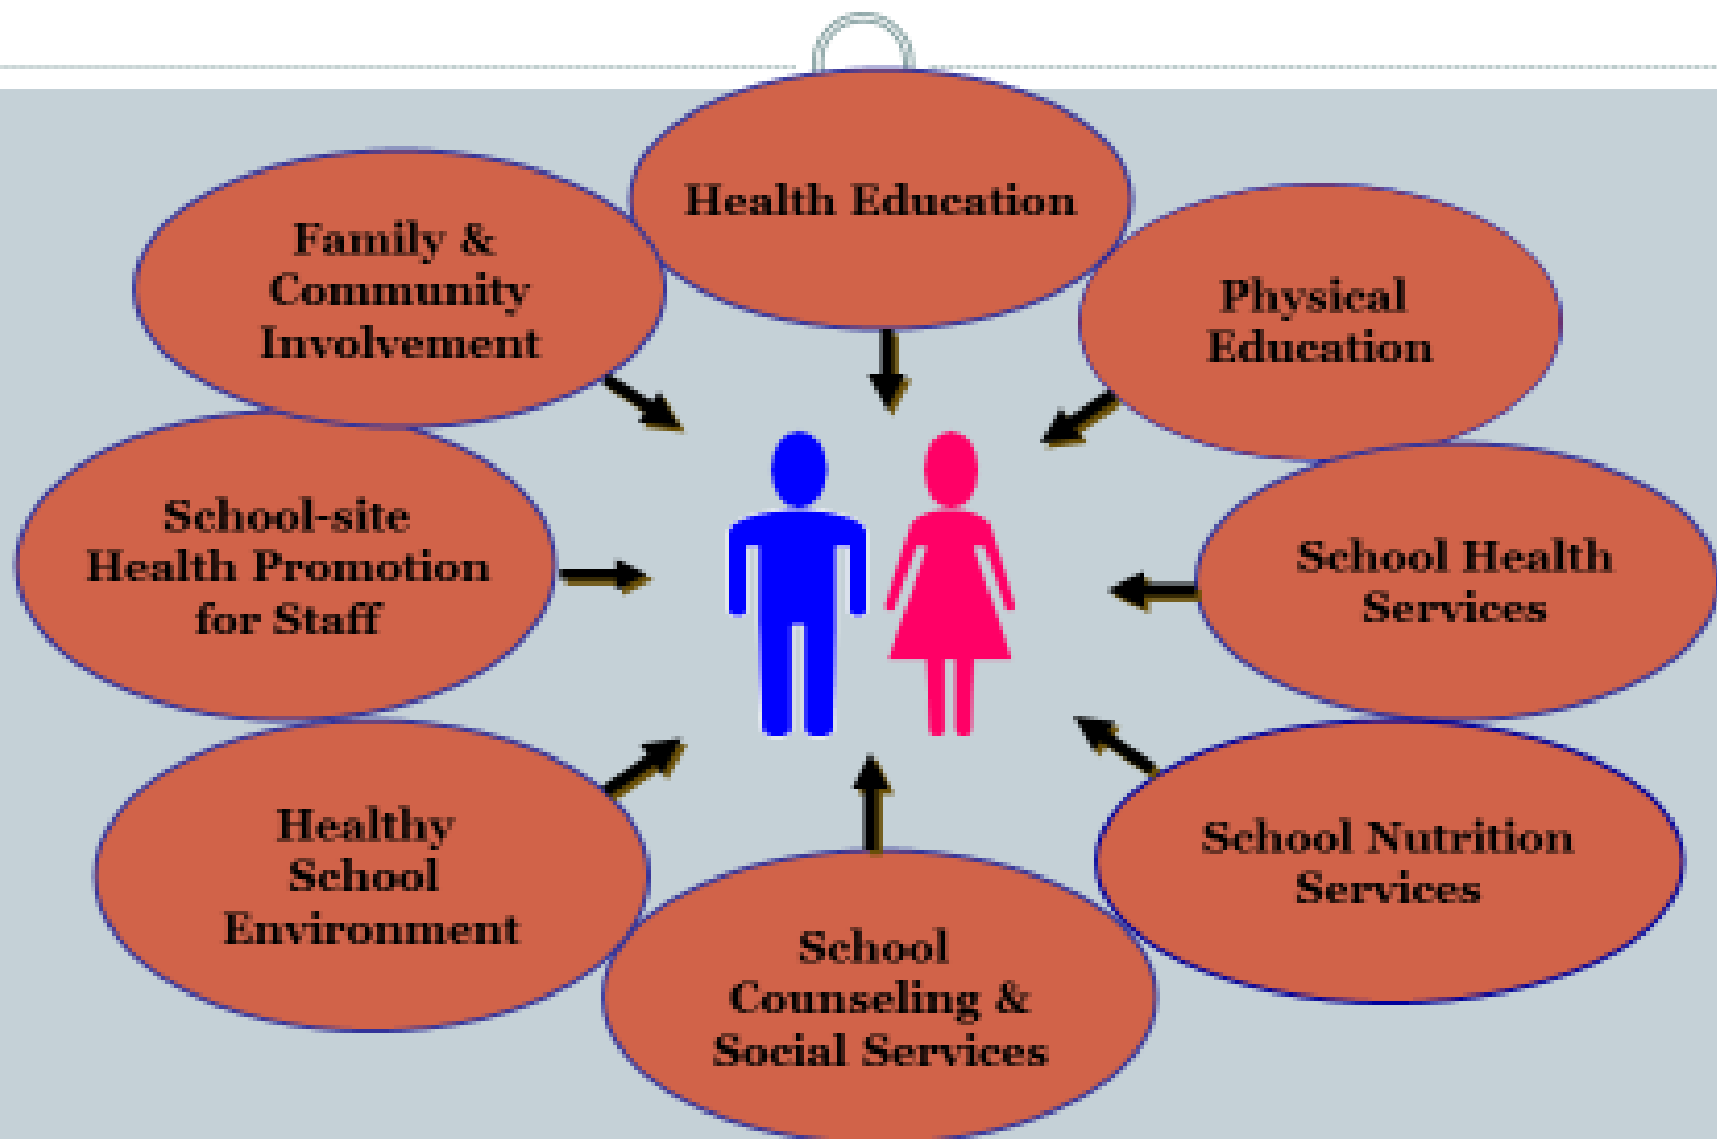 Health Education
Physical
Education
School Health
Services
School Nutrition
Services
School
Counseling &
Social Services
Healthy
School
Environment
School-site
Health Promotion
for Staff
Family &
Community
Involvement